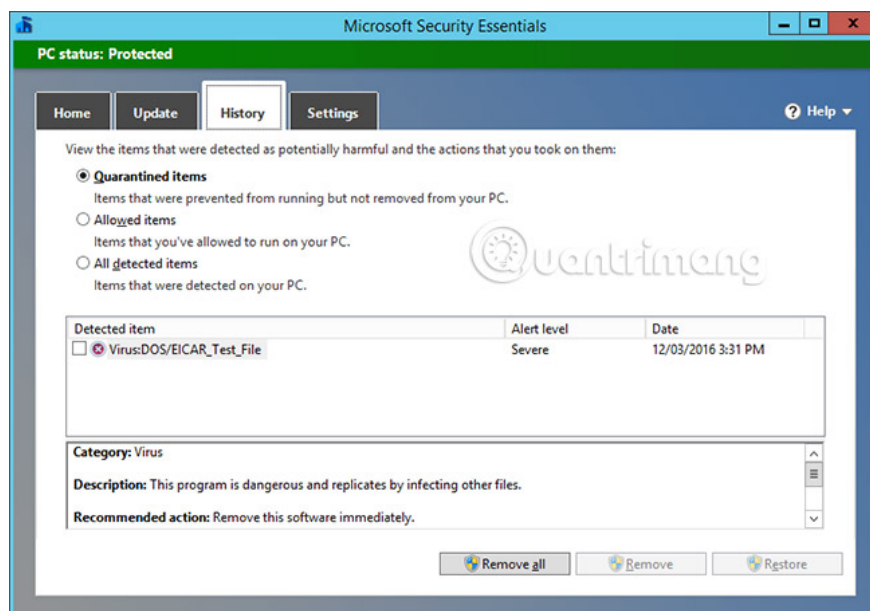 Microsoft Security Essentials
PC status: Protected
Home Update History Settings Help
View the items that were detected as potentially harmful and the actions that you took on them:
Quarantined items
Items that were prevented from running but not removed from your PC.
Allowed items
Items that you've allowed to run on your PC.
All detected items
Items that were detected on your PC.
Quantrimang
Detected item Alert level Date
Virus:DOS/EICAR_Test_File Severe 12/03/2016 3:31 PM
Category: Virus
Description: This program is dangerous and replicates by infecting other files.
Recommended action: Remove this software immediately.
Remove all Remove Restore